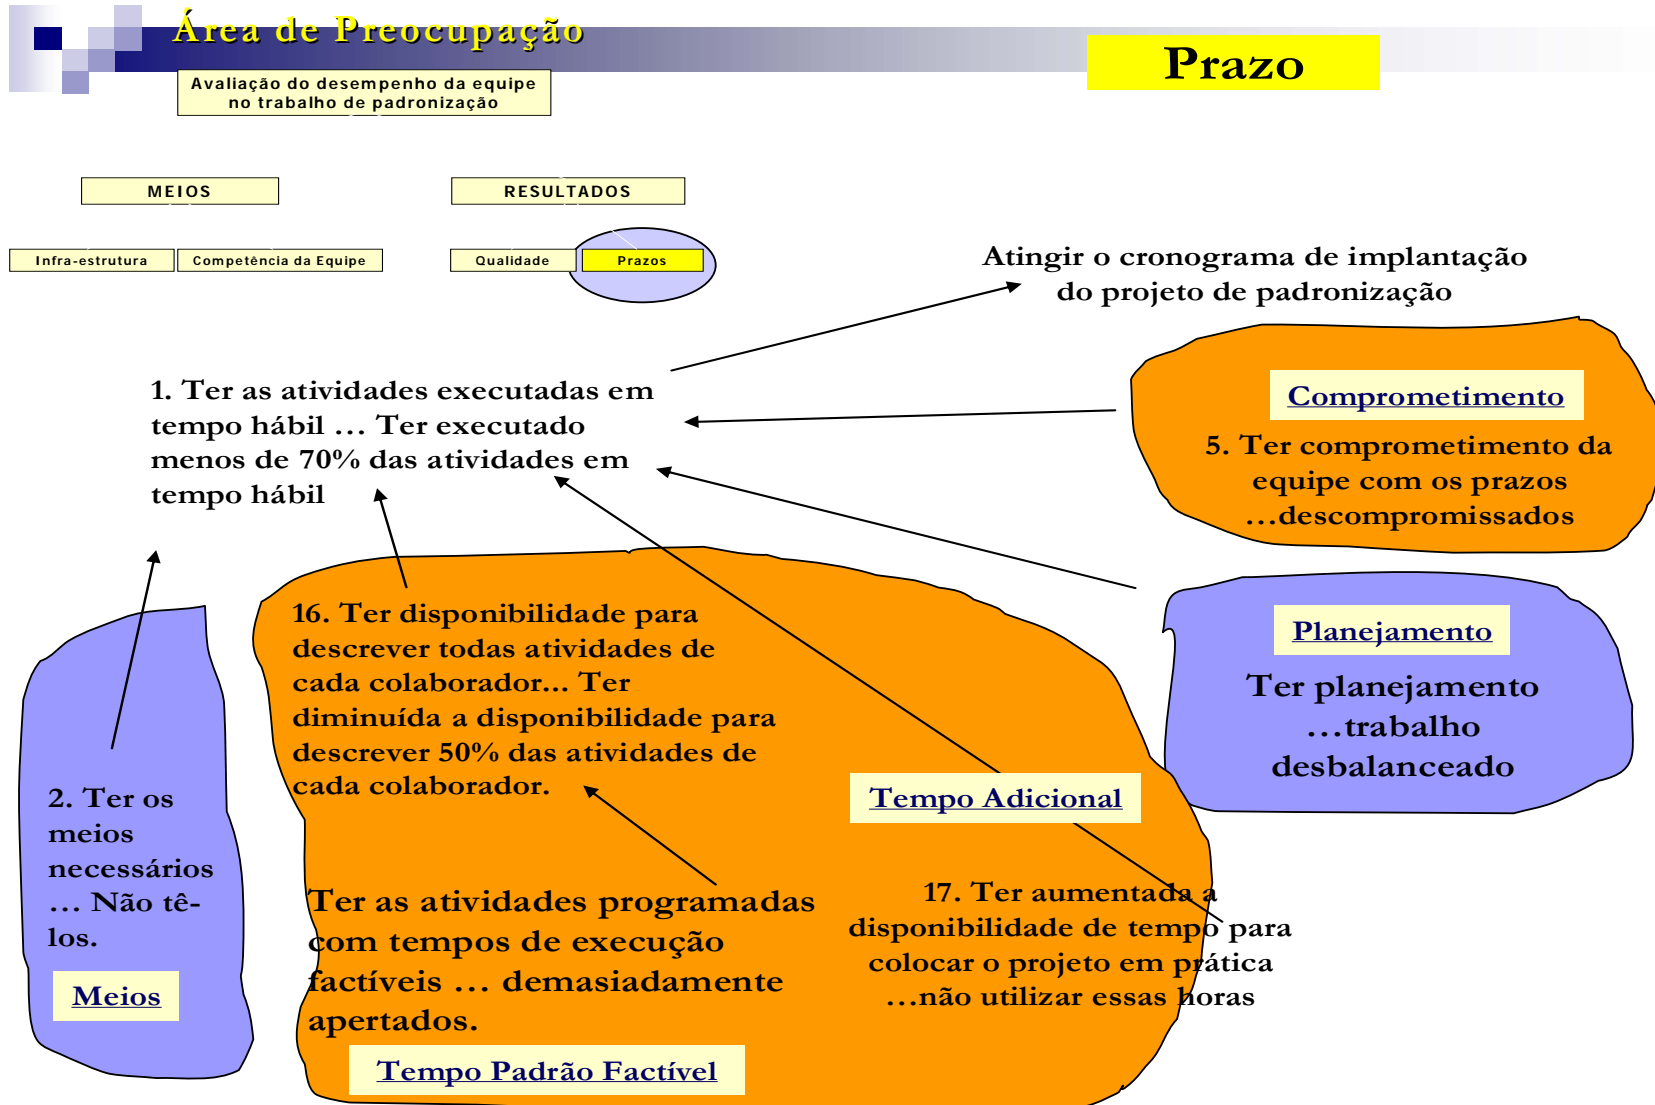 Área de Preocupação
Prazo
Avaliação do desempenho da equipe
no trabalho de padronização
MEIOS
RESULTADOS
Infra-estrutura
Competência da Equipe
Qualidade
Prazos
Atingir o cronograma de implantação
do projeto de padronização
1. Ter as atividades executadas em
tempo hábil … Ter executado
menos de 70% das atividades em
tempo hábil
Comprometimento
5. Ter comprometimento da
equipe com os prazos
…descompromissados
16. Ter disponibilidade para
descrever todas atividades de
cada colaborador... Ter
diminuída a disponibilidade para
descrever 50% das atividades de
cada colaborador.
Planejamento
Ter planejamento
…trabalho
desbalanceado
2. Ter os
meios
necessários
… Não tê-
los.
Meios
Tempo Adicional
17. Ter aumentada a
disponibilidade de tempo para
colocar o projeto em prática
…não utilizar essas horas
Ter as atividades programadas
com tempos de execução
factíveis … demasiadamente
apertados.
Tempo Padrão Factível